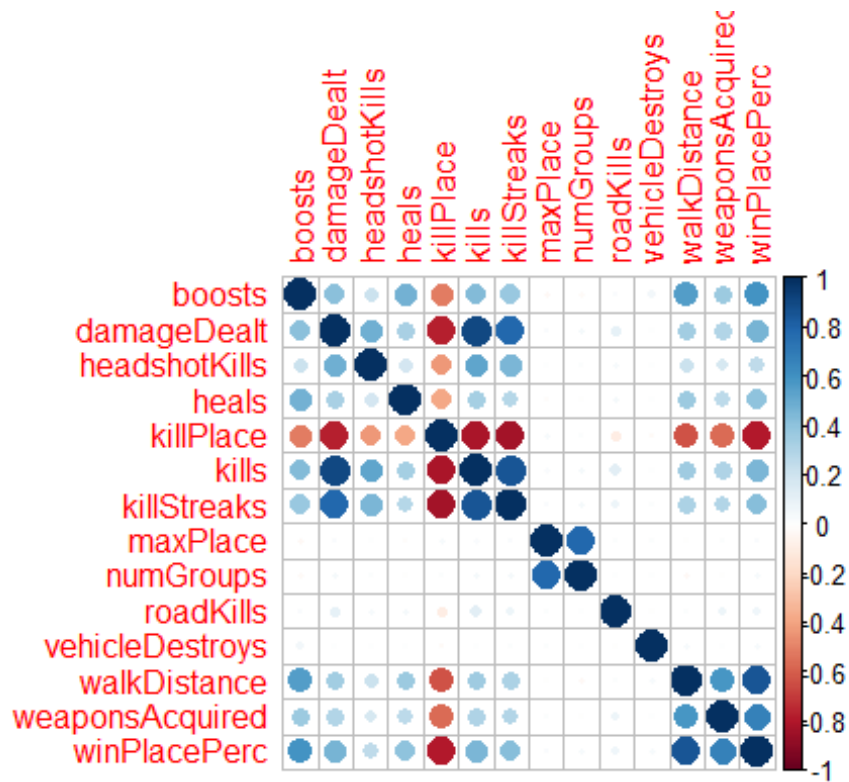 boosts
damageDealt
headshotKills
heals
killPlace
kills
killStreaks
maxPlace
numGroups
roadKills
vehicleDestroys
walkDistance
weaponsAcquired
winPlacePerc
boosts
damageDealt
headshotKills
heals
killPlace
kills
killStreaks
maxPlace
numGroups
roadKills
vehicleDestroys
walkDistance
weaponsAcquired
winPlacePerc
1
0.8
0.6
0.4
0.2
0
-0.2
-0.4
-0.6
-0.8
-1